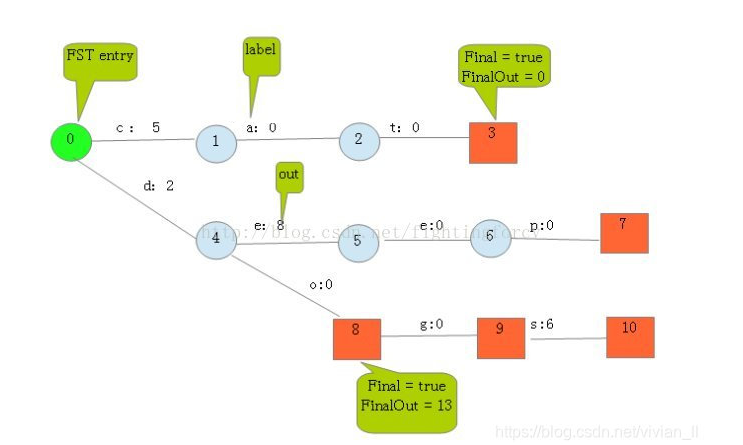 FST entry
label
Final = true
FinalOut = 0
0
c : 5
1
a: 0
2
t: 0
3
d: 2
out
4
e: 8
5
e:0
6
p:0
7
http://blog.csdn.net/fightingforcv
o:0
8
g:0
9
s:6
10
Final = true
FinalOut = 13
https://blog.csdn.net/vivian_ll